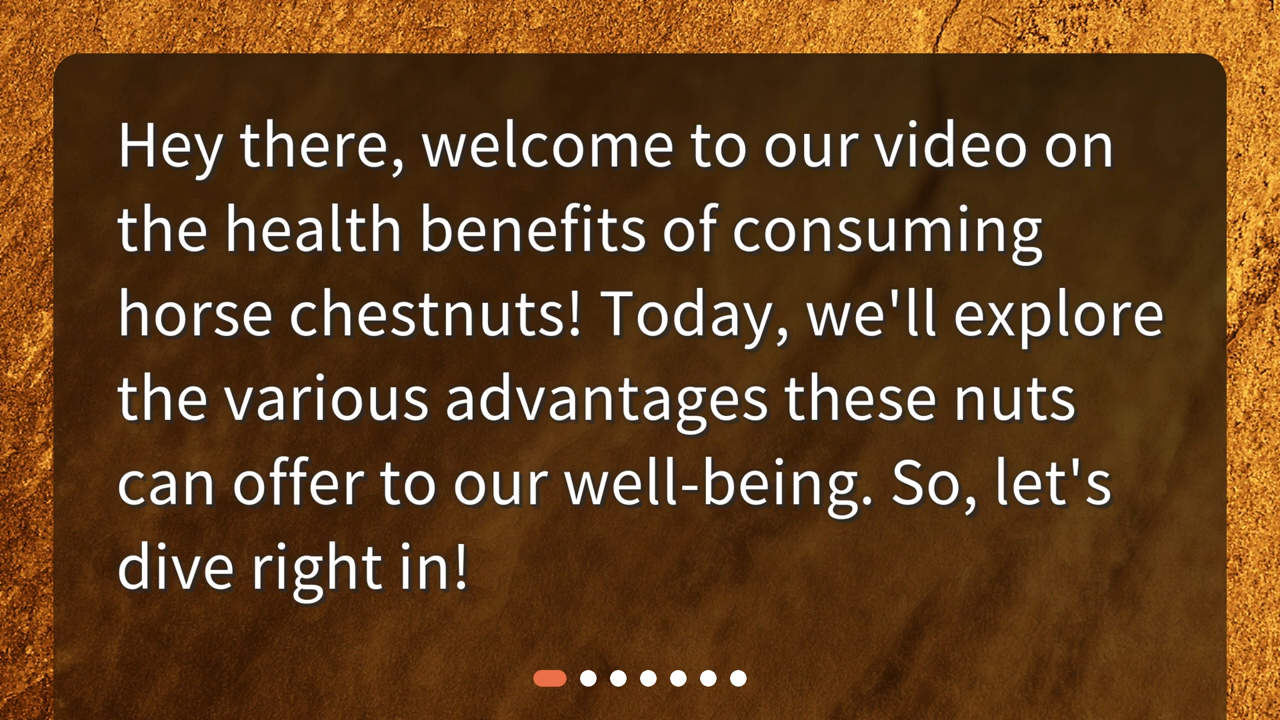 Hey there, welcome to our video on
the health benefits of consuming
horse chestnuts! Today, we'll explore
the various advantages these nuts
can offer to our well-being. So, let's
dive right in!